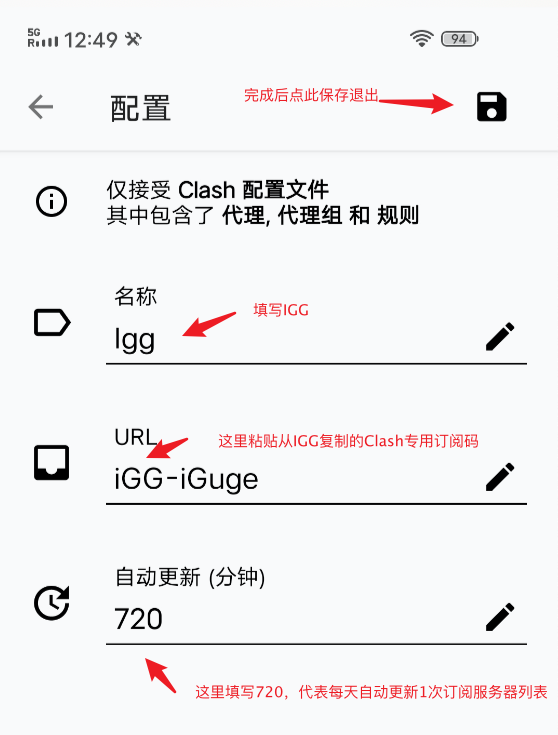 5G
R 12:49 94
配置
完成后点此保存退出
仅接受 Clash 配置文件
其中包含了 代理, 代理组 和 规则
名称
填写IGG
Igg
URL
这里粘贴从IGG复制的Clash专用订阅码
iGG-iGuge
自动更新 (分钟)
720
这里填写720，代表每天自动更新1次订阅服务器列表